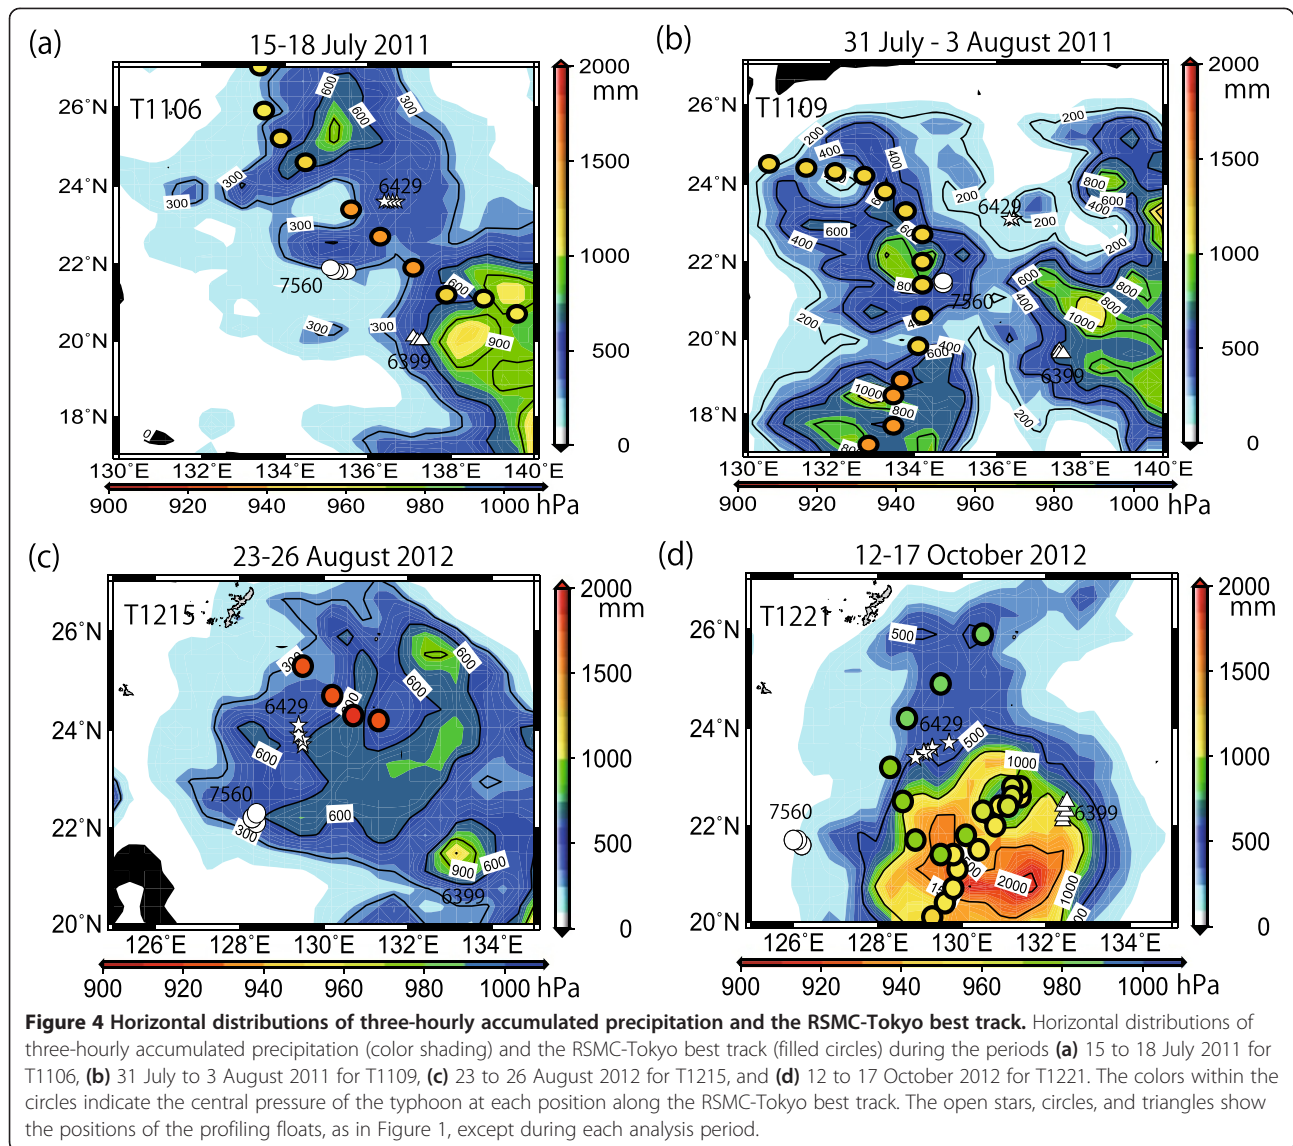 (a)
15-18 July 2011
T1106
26°N
24°N
22°N
20°N
18°N
130°E
132°E
134°E
136°E
138°E
140°E
600
600
300
300
300
300
300
300
600
900
0
6429
7560
6399
2000
mm
1500
1000
500
0
900 920 940 960 980 1000 hPa
(b)
31 July - 3 August 2011
T1109
26°N
24°N
22°N
20°N
18°N
130°E
132°E
134°E
136°E
138°E
140°E
200
400
400
200
200
800
600
400
200
200
600
400
600
400
800
800
1000
200
400
600
1000
800
200
6429
7560
6399
2000
mm
1500
1000
500
0
900 920 940 960 980 1000 hPa
(c)
23-26 August 2012
T1215
26°N
24°N
22°N
20°N
126°E
128°E
130°E
132°E
134°E
300
600
600
600
600
300
900
600
6429
7560
6399
2000
mm
1500
1000
500
0
900 920 940 960 980 1000 hPa
(d)
12-17 October 2012
T1221
26°N
24°N
22°N
20°N
126°E
128°E
130°E
132°E
134°E
500
500
1000
2000
1000
6429
7560
6399
2000
mm
1500
1000
500
0
900 920 940 960 980 1000 hPa
Figure 4 Horizontal distributions of three-hourly accumulated precipitation and the RSMC-Tokyo best track. Horizontal distributions of
three-hourly accumulated precipitation (color shading) and the RSMC-Tokyo best track (filled circles) during the periods (a) 15 to 18 July 2011 for
T1106, (b) 31 July to 3 August 2011 for T1109, (c) 23 to 26 August 2012 for T1215, and (d) 12 to 17 October 2012 for T1221. The colors within the
circles indicate the central pressure of the typhoon at each position along the RSMC-Tokyo best track. The open stars, circles, and triangles show
the positions of the profiling floats, as in Figure 1, except during each analysis period.